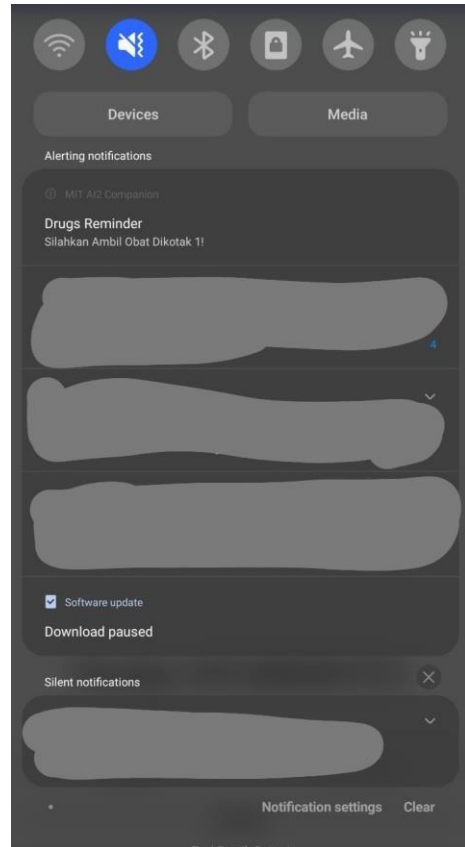 Devices Media
Alerting notifications
MIT AI2 Companion
Drugs Reminder
Silahkan Ambil Obat Dikotak 1!
4
Software update
Download paused
Silent notifications
Notification settings Clear